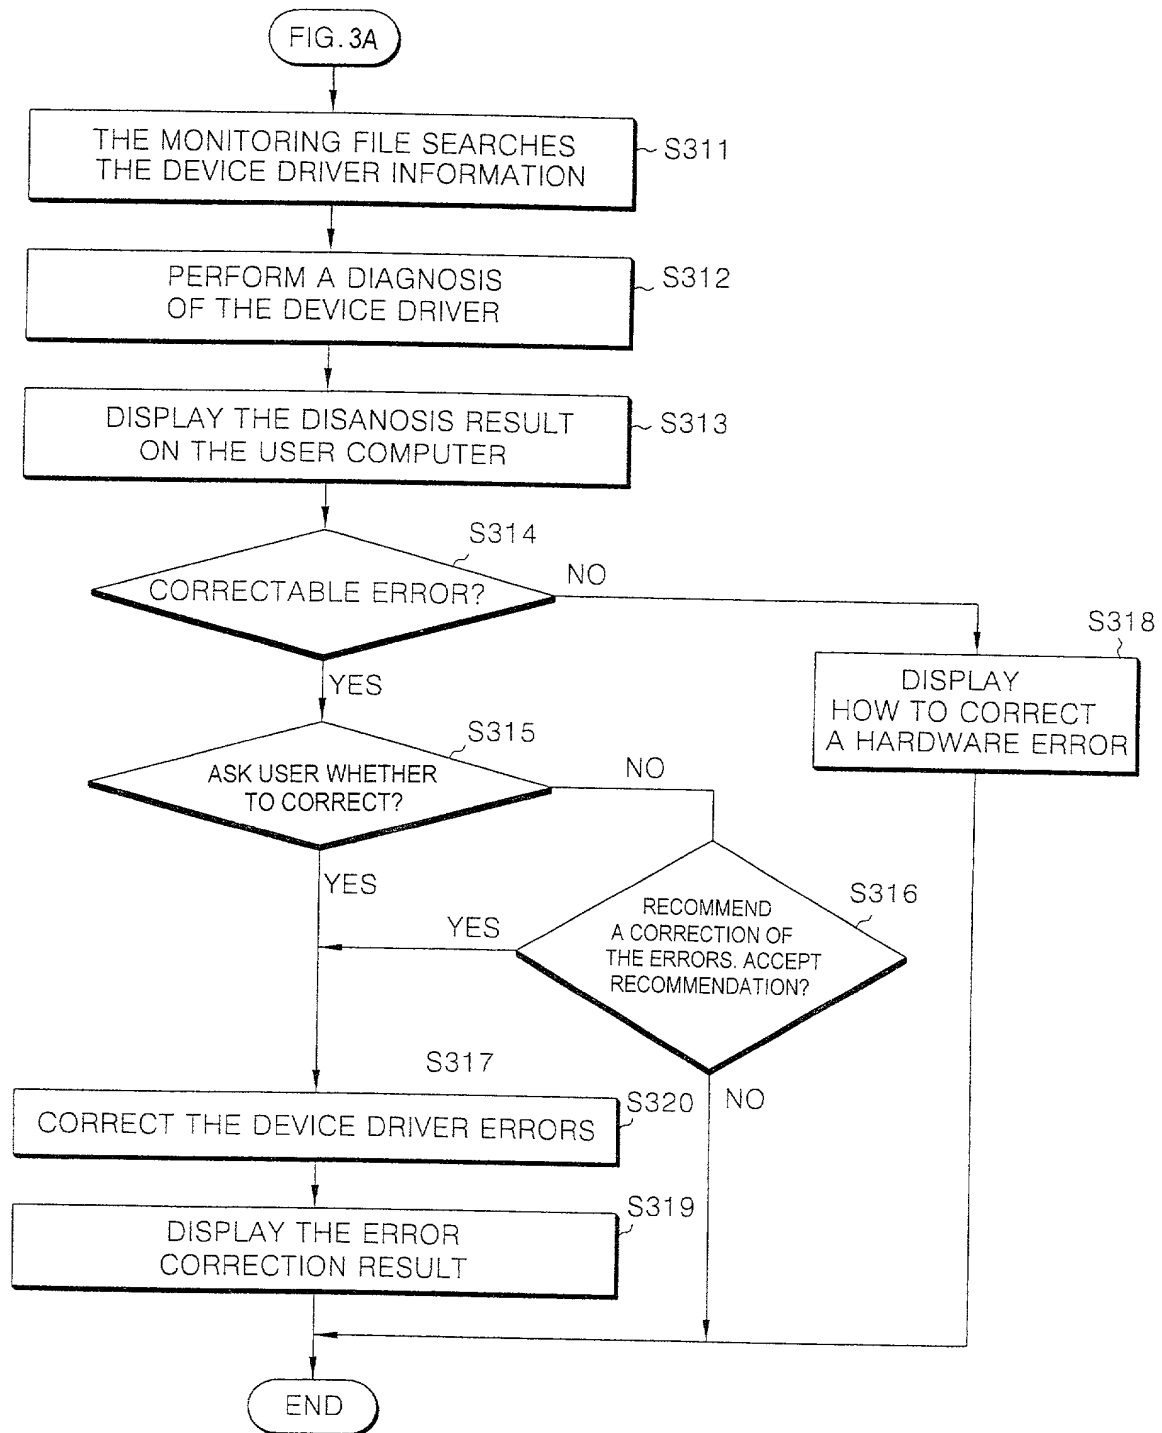 FIG.3A
THE MONITORING FILE SEARCHES
THE DEVICE DRIVER INFORMATION
S311
PERFORM A DIAGNOSIS
OF THE DEVICE DRIVER
S312
DISPLAY THE DISANOSIS RESULT
ON THE USER COMPUTER
S313
S314
CORRECTABLE ERROR?
NO
YES
S318
DISPLAY
HOW TO CORRECT
A HARDWARE ERROR
S315
ASK USER WHETHER
TO CORRECT?
NO
YES
S316
RECOMMEND
A CORRECTION OF
THE ERRORS. ACCEPT
RECOMMENDATION?
YES
NO
S317
S320
CORRECT THE DEVICE DRIVER ERRORS
S319
DISPLAY THE ERROR
CORRECTION RESULT
END